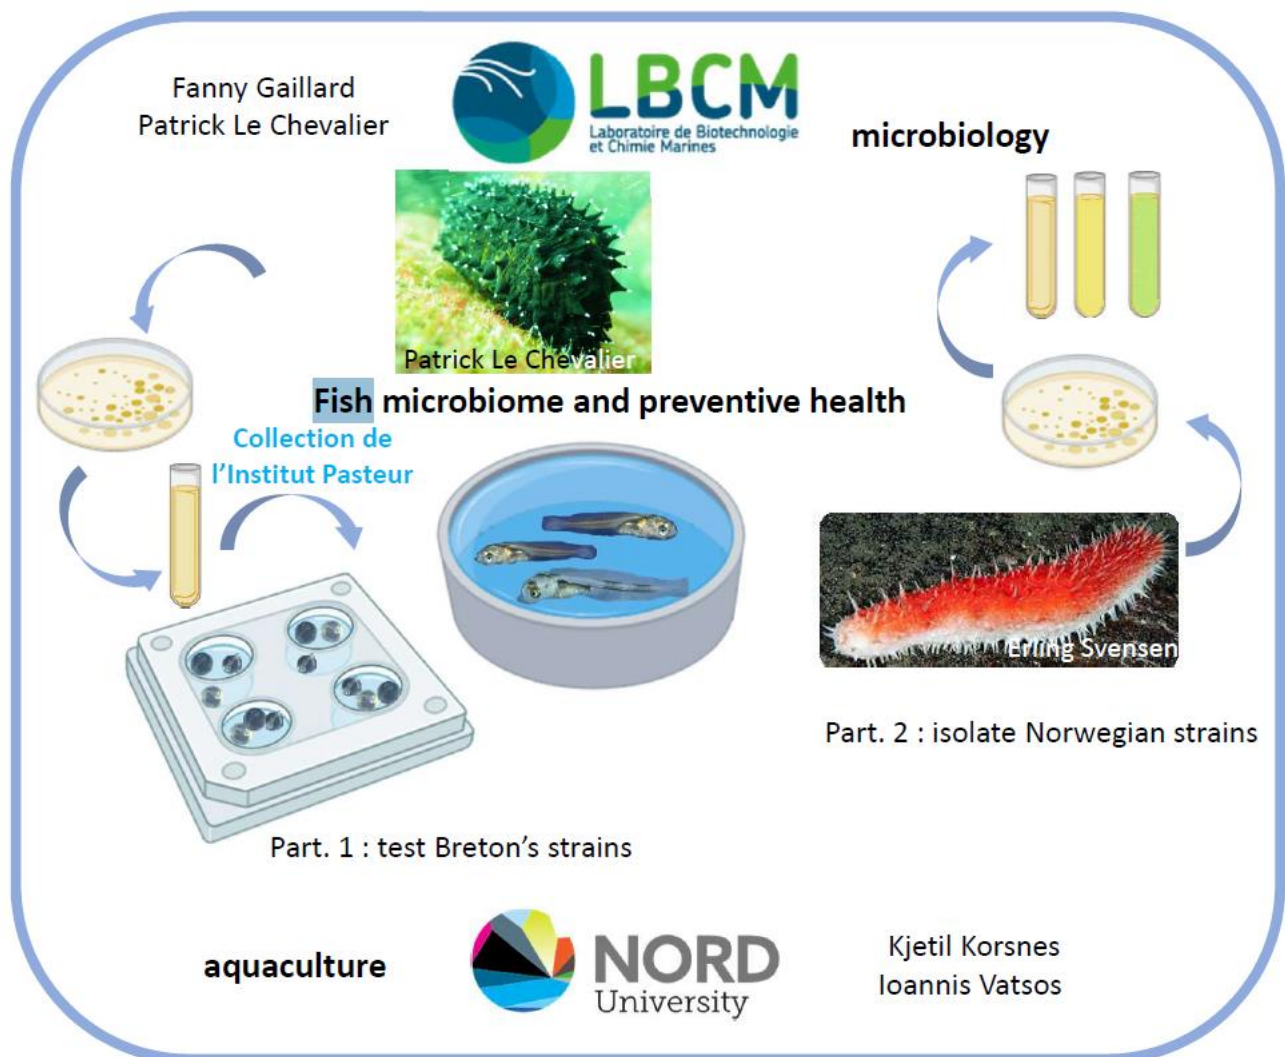 Fanny Gaillard
Patrick Le Chevalier
LBCM
Laboratoire de Biotechnologie
et Chimie Marines
microbiology
Patrick Le Chevalier
Fish microbiome and preventive health
Collection de
l'Institut Pasteur
Erling Svensen
Part. 2 : isolate Norwegian strains
Part. 1 : test Breton's strains
aquaculture
NORD
University
Kjetil Korsnes
Ioannis Vatsos